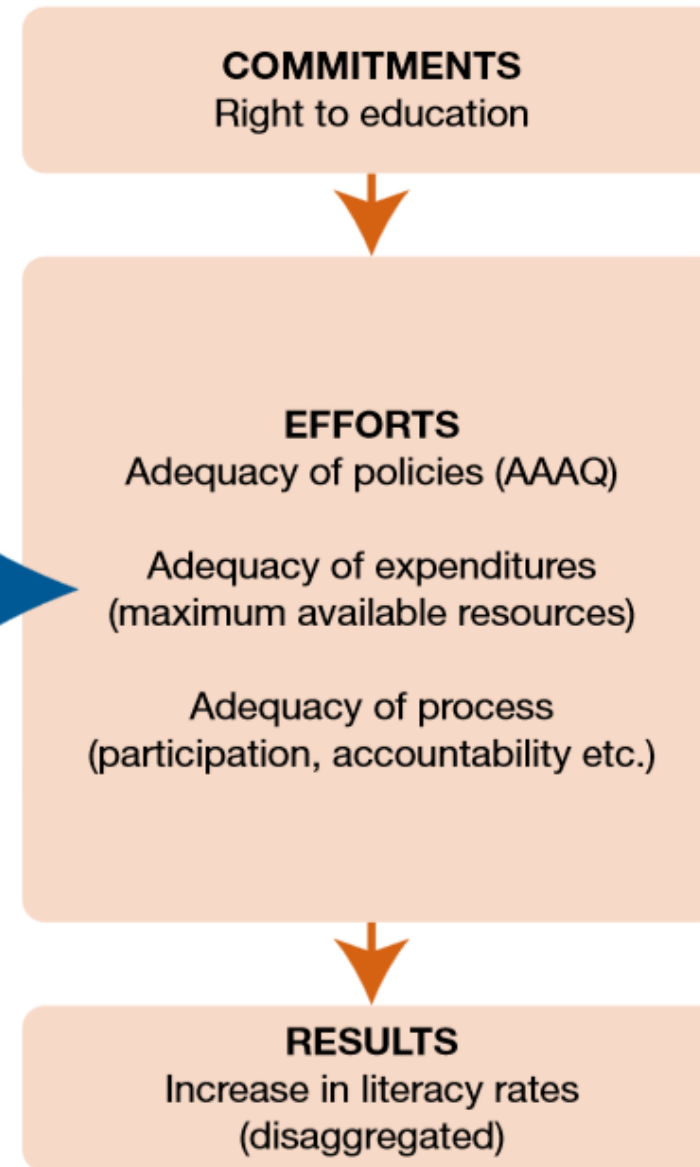 COMMITMENTS
Right to education
EFFORTS
Adequacy of policies (AAAQ)
Adequacy of expenditures
(maximum available resources)
Adequacy of process
(participation, accountability etc.)
RESULTS
Increase in literacy rates
(disaggregated)